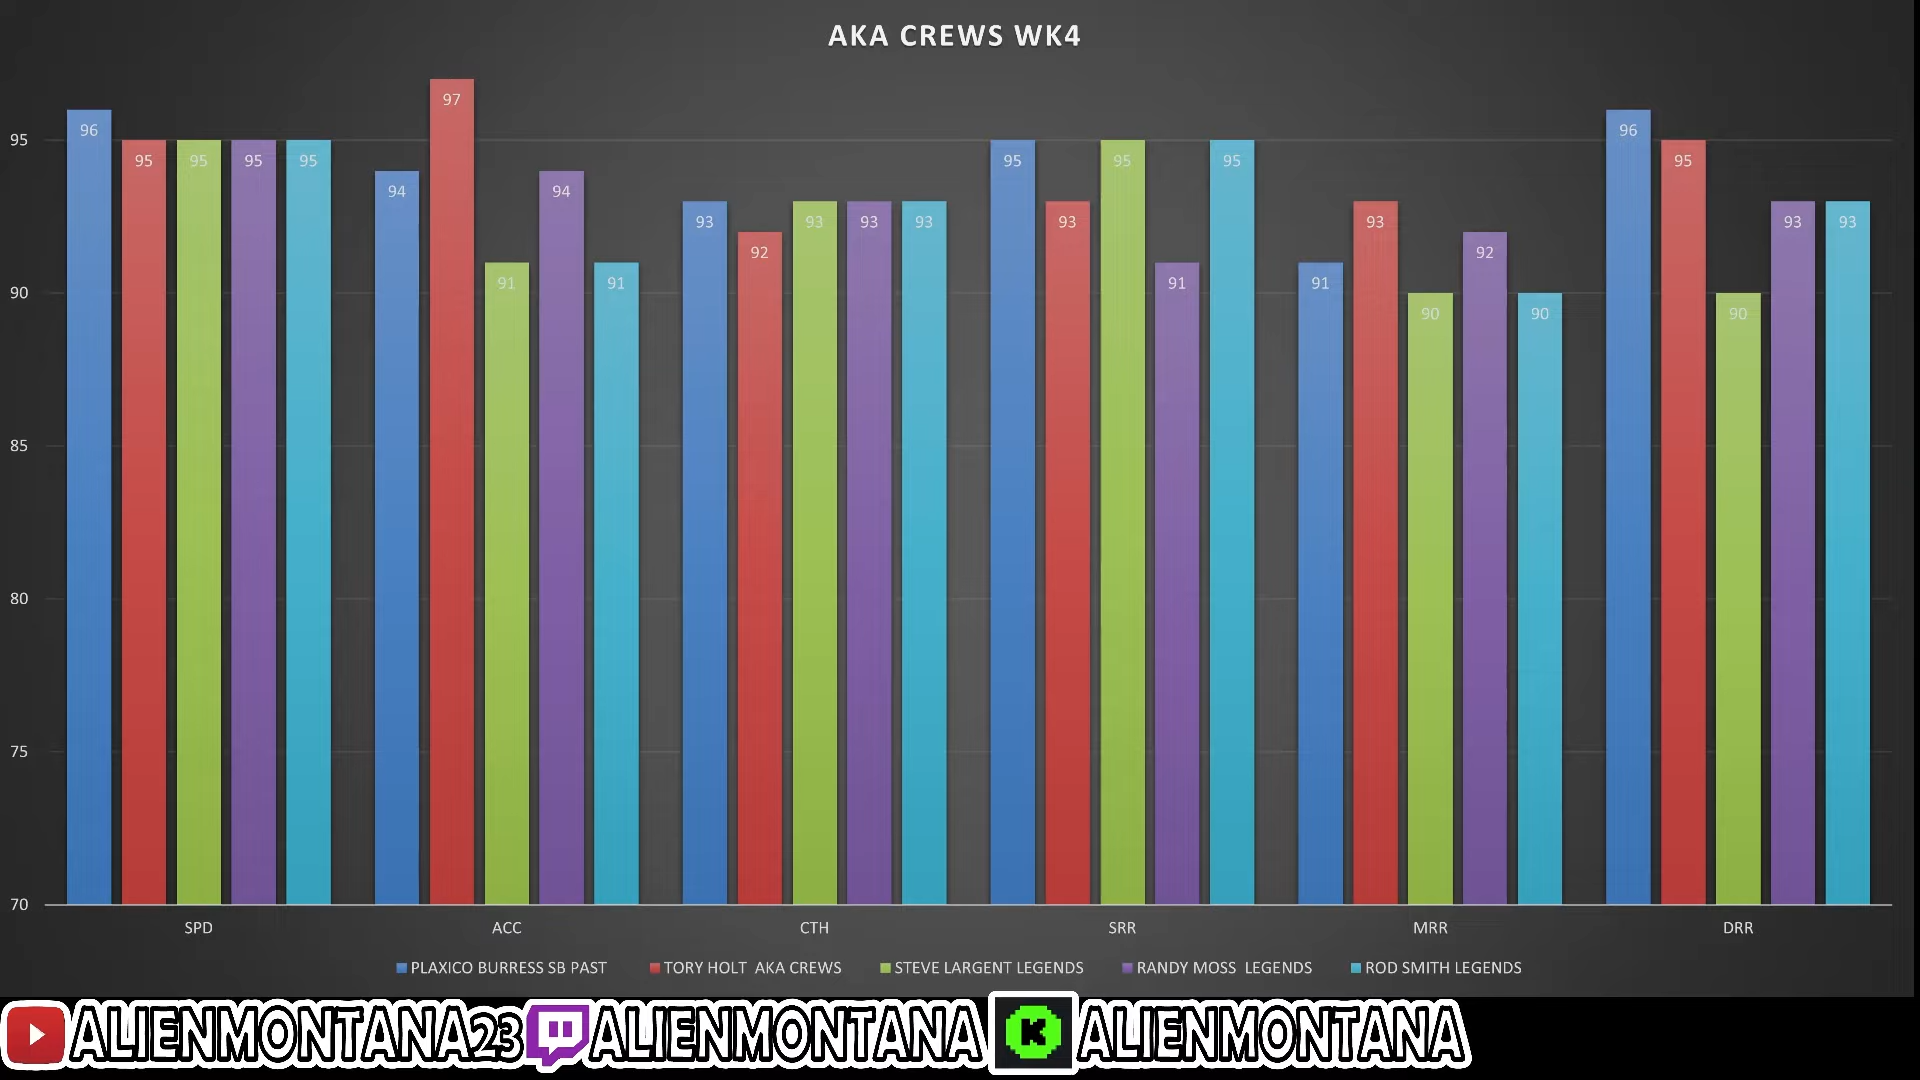 AKA CREWS WK4
96 95 95 95 95
94 97 91 94 91
93 92 93 93 93
95 93 95 91 95
91 93 90 92 90
96 95 90 93 93
95
90
85
80
75
70
SPD ACC CTH SRR MRR DRR
PLAXICO BURRESS SB PAST TORY HOLT AKA CREWS STEVE LARGENT LEGENDS RANDY MOSS LEGENDS ROD SMITH LEGENDS
ALIENMONTANA23 ALIENMONTANA K ALIENMONTANA